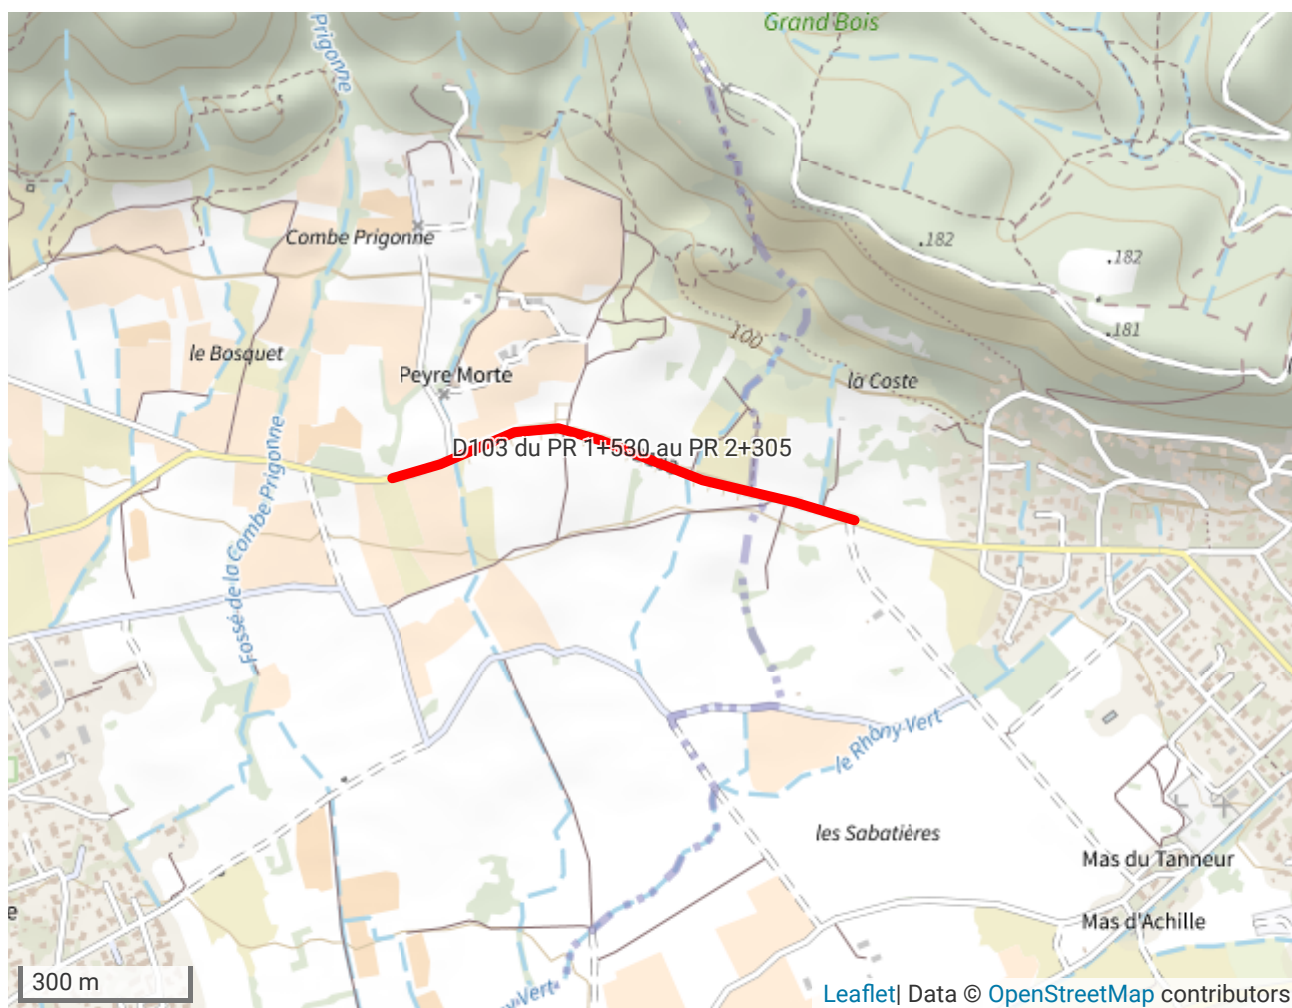 Grand Bois
Prigonne
Combe Prigonne
182
182
181
100
le Bosquet
Peyre Morte
la Coste
D103 du PR 1+530 au PR 2+305
Fossé de la Combe Prigonne
le Rhôny Vert
les Sabatières
Mas du Tanneur
Mas d'Achille
e
300 m
Vert
Leaflet| Data © OpenStreetMap contributors